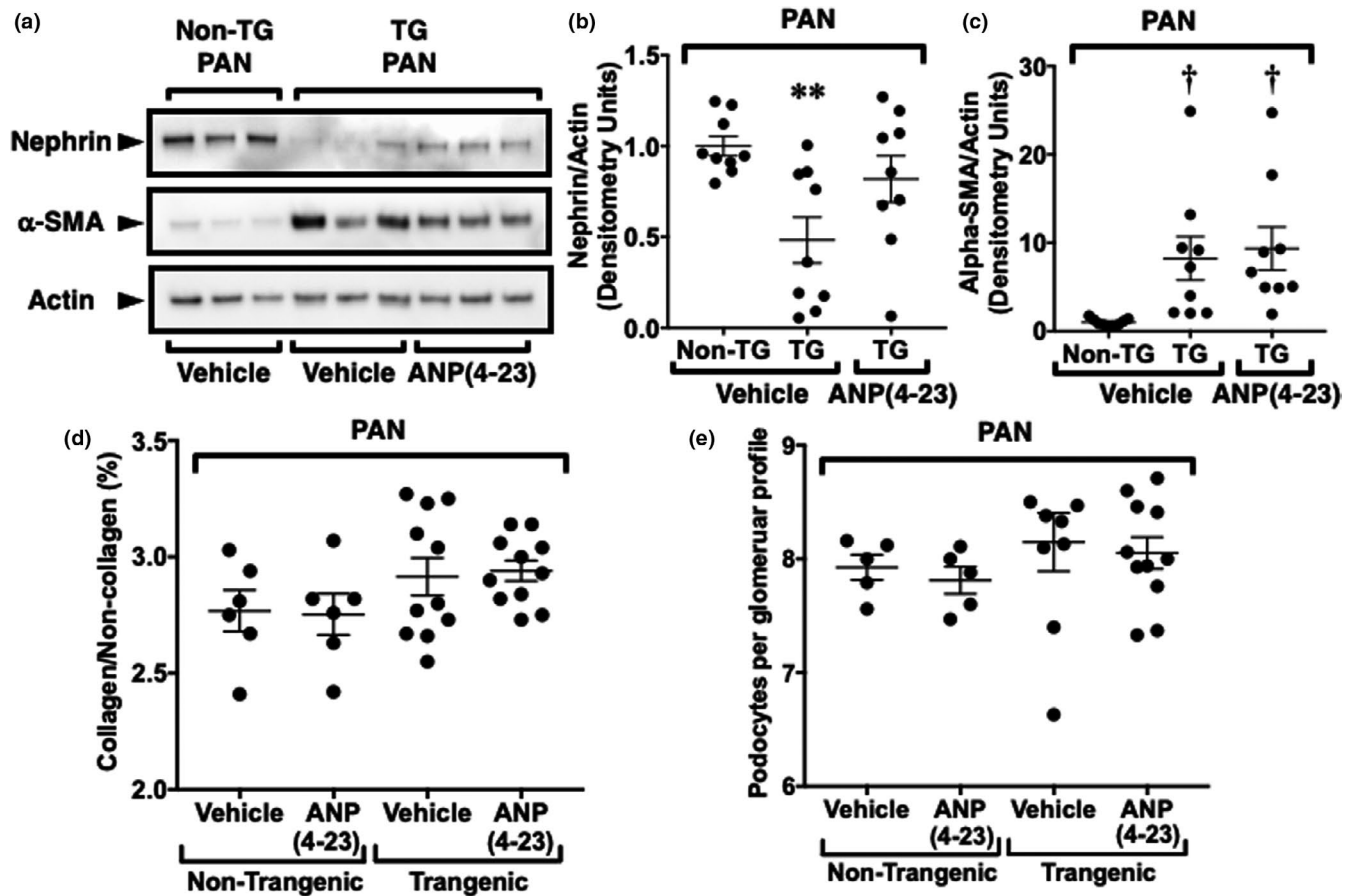 (a)
Non-TG TG
PAN PAN
Nephrin
α-SMA
Actin
Vehicle Vehicle ANP(4-23)
(b)
PAN
Nephrin/Actin
(Densitometry Units)
1.5
1.0
0.5
0.0
**
Non-TG TG TG
Vehicle ANP(4-23)
(c)
PAN
Alpha-SMA/Actin
(Densitometry Units)
30
20
10
0
† †
Non-TG TG TG
Vehicle ANP(4-23)
(d)
PAN
Collagen/Non-collagen (%)
3.5
3.0
2.5
2.0
Vehicle ANP Vehicle ANP
(4-23) (4-23)
Non-Trangenic Trangenic
(e)
PAN
Podocytes per glomeruar profile
9
8
7
6
Vehicle ANP Vehicle ANP
(4-23) (4-23)
Non-Trangenic Trangenic